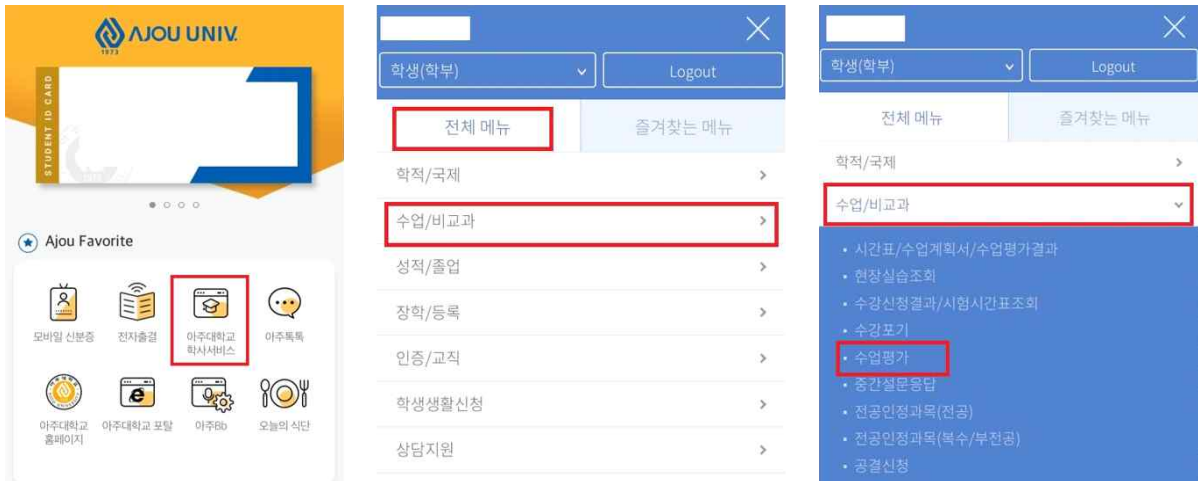 AJOU UNIV.
1973
STUDENT ID CARD
Ajou Favorite
모바일 신분증
전자출결
아주대학교
학사서비스
아주톡톡
아주대학교
홈페이지
아주대학교 포탈
아주Bb
오늘의 식단
학생(학부)
Logout
전체 메뉴
즐겨찾는 메뉴
학적/국제
수업/비교과
성적/졸업
장학/등록
인증/교직
학생생활신청
상담지원
학생(학부)
Logout
전체 메뉴
즐겨찾는 메뉴
학적/국제
수업/비교과
• 시간표/수업계획서/수업평가결과
• 현장실습조회
• 수강신청결과/시험시간표조회
• 수강포기
• 수업평가
• 중간설문응답
• 전공인정과목(전공)
• 전공인정과목(복수/부전공)
• 공결신청